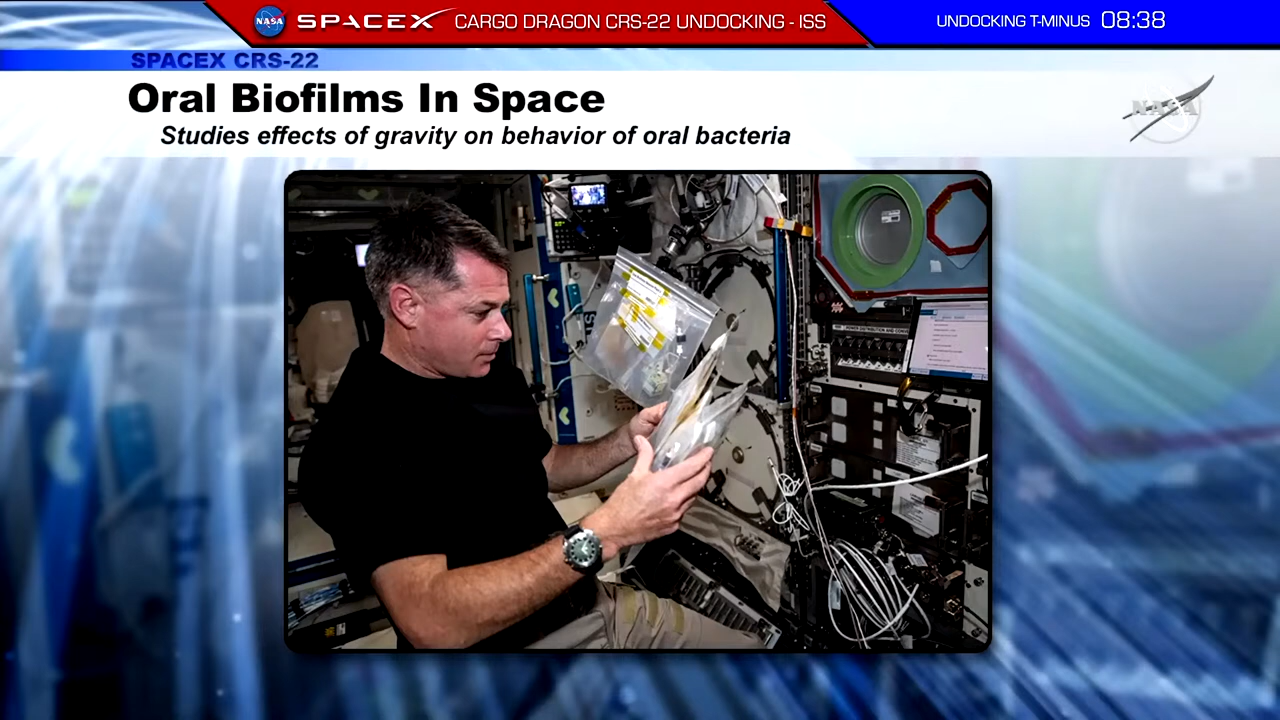 NASA SPACEX CARGO DRAGON CRS-22 UNDOCKING - ISS
UNDOCKING T-MINUS 08:38
SPACEX CRS-22
Oral Biofilms In Space
NASA
Studies effects of gravity on behavior of oral bacteria